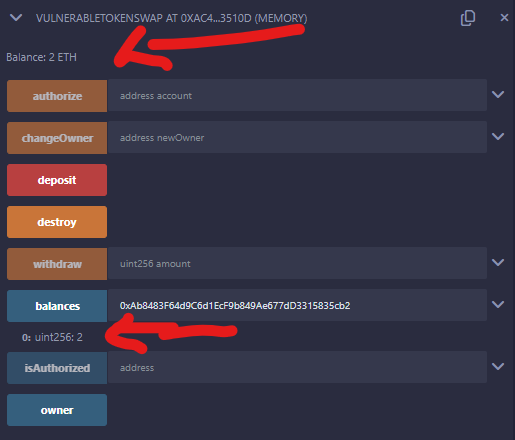 VULNERABLETOKENSWAP AT 0XAC4...3510D (MEMORY)
Balance: 2 ETH
authorize address account
changeOwner address newOwner
deposit
destroy
withdraw uint256 amount
balances 0xAb8483F64d9C6d1EcF9b849Ae677dD3315835cb2
0: uint256: 2
isAuthorized address
owner